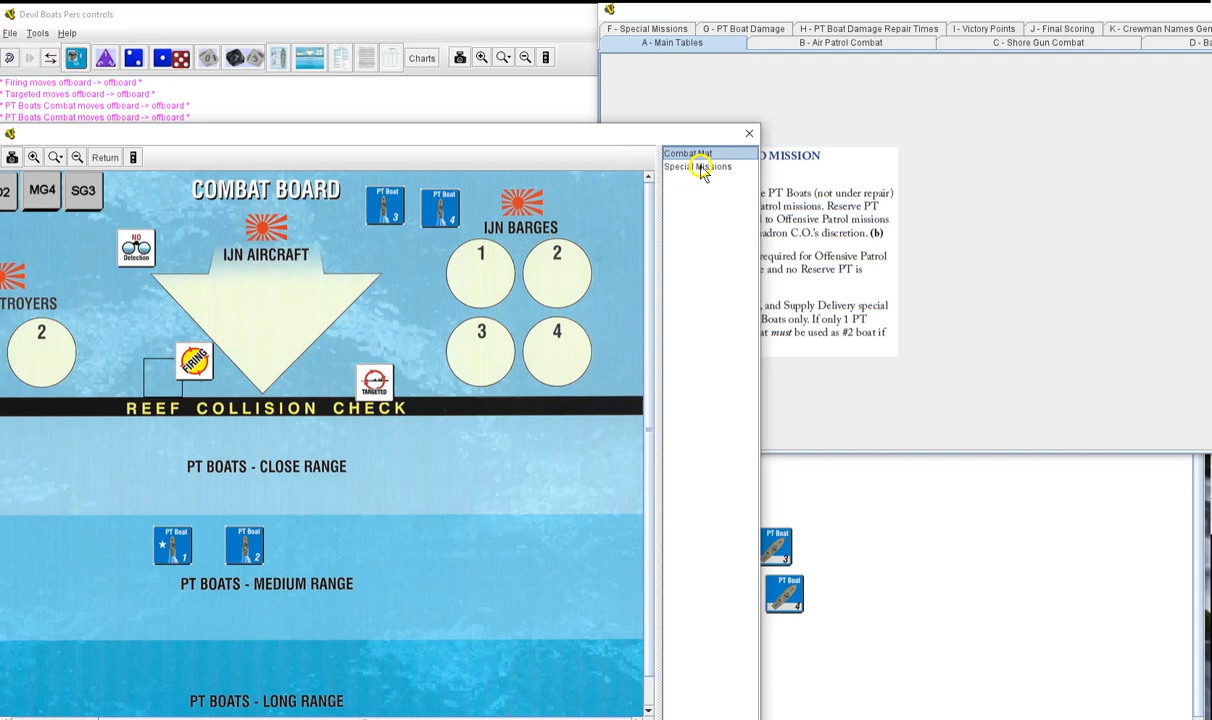 Devil Boats Pers controls
File Tools Help
Charts
* Firing moves offboard -> offboard *
* Targeted moves offboard -> offboard *
* PT Boats Combat moves offboard -> offboard *
* PT Boats Combat moves offboard -> offboard *
F - Special Missions
G - PT Boat Damage
H - PT Boat Damage Repair Times
I - Victory Points
J - Final Scoring
K - Crewman Names Gen
A - Main Tables
B - Air Patrol Combat
C - Shore Gun Combat
D - Ba
Return
Combat Mat
Special Missions
D MISSION
e PT Boats (not under repair)
atrol missions. Reserve PT
to Offensive Patrol missions
uadron C.O.'s discretion. (b)
required for Offensive Patrol
e and no Reserve PT is
, and Supply Delivery special
Boats only. If only 1 PT
at must be used as #2 boat if
MG4
SG3
COMBAT BOARD
PT Boat
3
PT Boat
4
IJN BARGES
NO
Detection
IJN AIRCRAFT
1
2
3
4
TROYERS
2
FIRING
TARGETED
REEF COLLISION CHECK
PT BOATS - CLOSE RANGE
PT Boat
1
PT Boat
2
PT BOATS - MEDIUM RANGE
PT BOATS - LONG RANGE
PT Boat
3
PT Boat
4